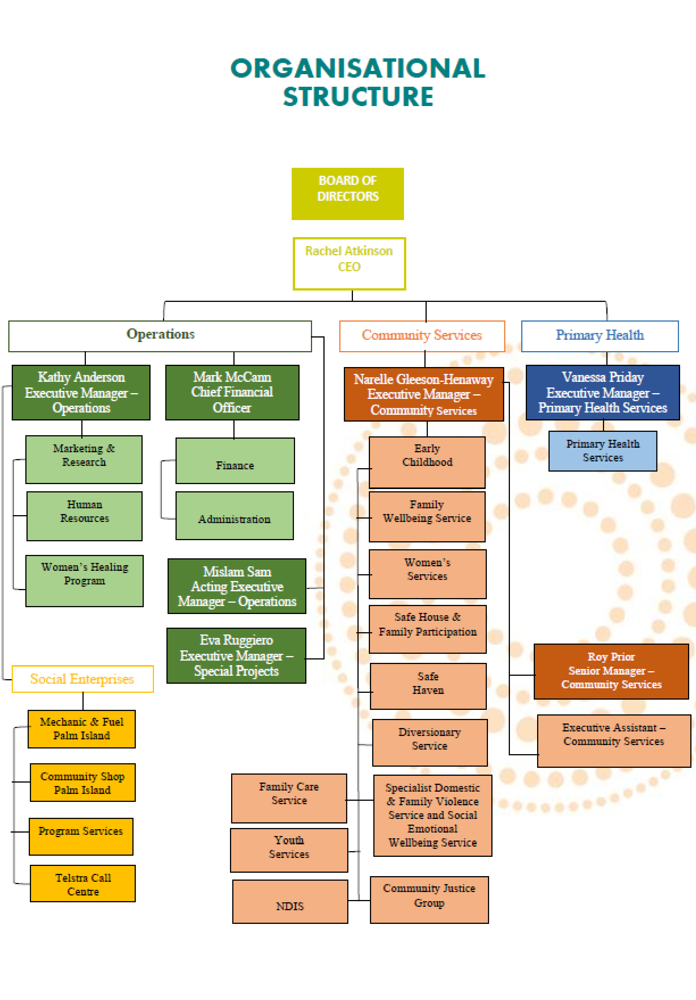 ORGANISATIONAL
STRUCTURE
BOARD OF
DIRECTORS
Rachel Atkinson
CEO
Operations
Community Services
Primary Health
Kathy Anderson
Executive Manager –
Operations
Mark McCann
Chief Financial
Officer
Narelle Gleeson-Henaway
Executive Manager –
Community Services
Vanessa Priday
Executive Manager –
Primary Health Services
Marketing &
Research
Human
Resources
Women's Healing
Program
Finance
Administration
Mislam Sam
Acting Executive
Manager – Operations
Eva Ruggiero
Executive Manager –
Special Projects
Social Enterprises
Mechanic & Fuel
Palm Island
Community Shop
Palm Island
Program Services
Telstra Call
Centre
Early
Childhood
Family
Wellbeing Service
Women's
Services
Safe House &
Family Participation
Safe
Haven
Diversionary
Service
Family Care
Service
Specialist Domestic
& Family Violence
Service and Social
Emotional
Wellbeing Service
Youth
Services
NDIS
Community Justice
Group
Primary Health
Services
Roy Prior
Senior Manager –
Community Services
Executive Assistant –
Community Services